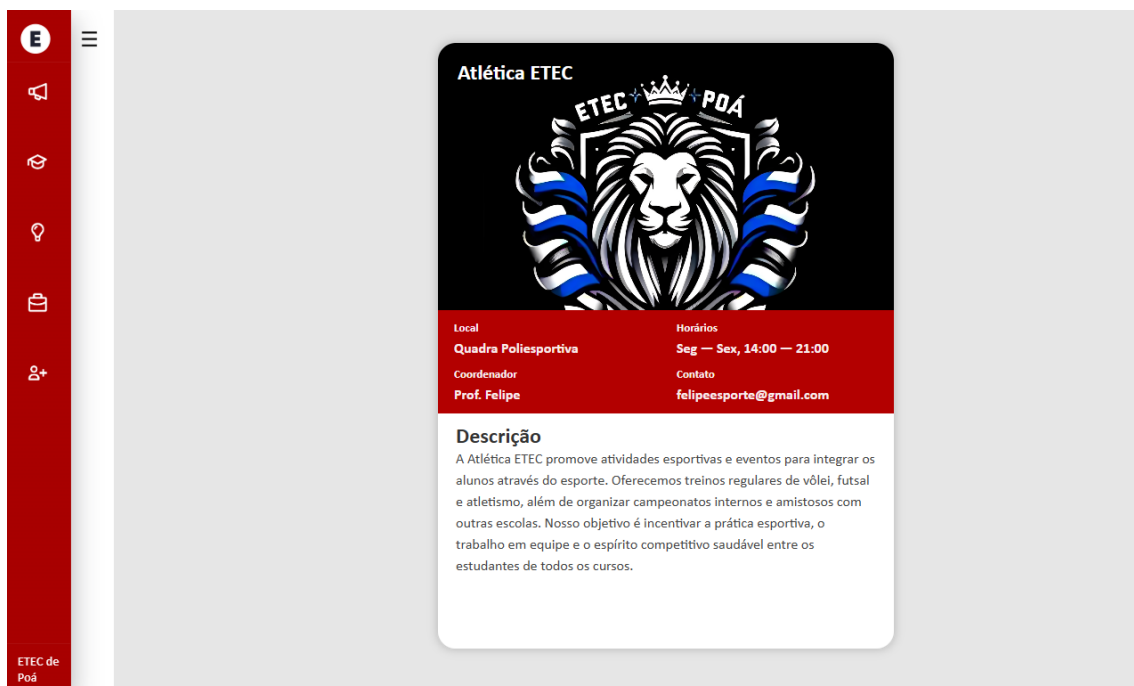 E
Atlética ETEC
ETEC POÁ
Local
Quadra Poliesportiva
Horários
Seg — Sex, 14:00 — 21:00
Coordenador
Prof. Felipe
Contato
felipeesporte@gmail.com
Descrição
A Atlética ETEC promove atividades esportivas e eventos para integrar os
alunos através do esporte. Oferecemos treinos regulares de vôlei, futsal
e atletismo, além de organizar campeonatos internos e amistosos com
outras escolas. Nosso objetivo é incentivar a prática esportiva, o
trabalho em equipe e o espírito competitivo saudável entre os
estudantes de todos os cursos.
ETEC de
Poá